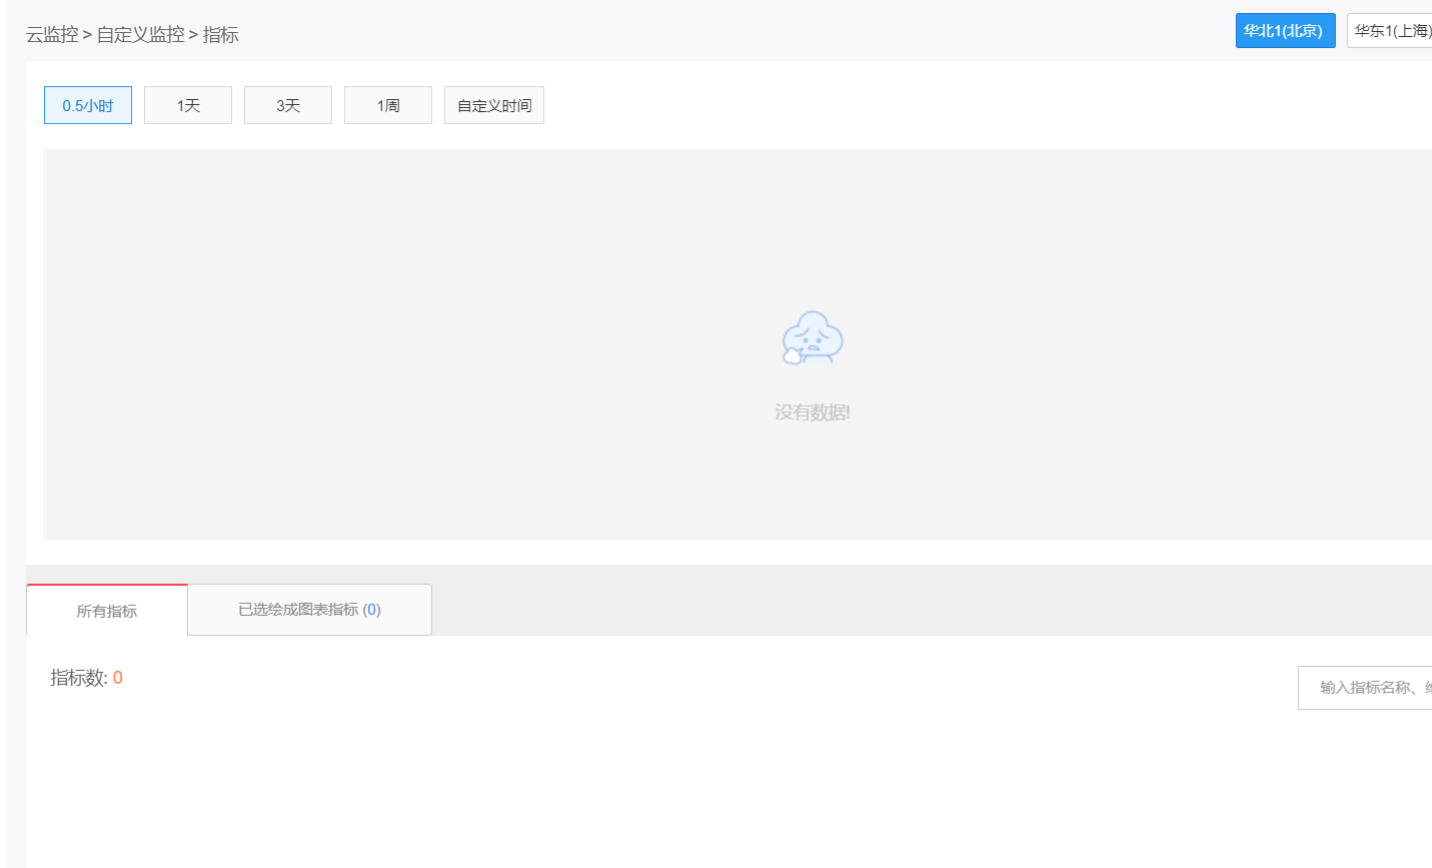 云监控 > 自定义监控 > 指标
华北1(北京)
华东1(上海)
0.5小时
1天
3天
1周
自定义时间
没有数据!
所有指标
已选绘成图表指标 (0)
指标数: 0
输入指标名称、